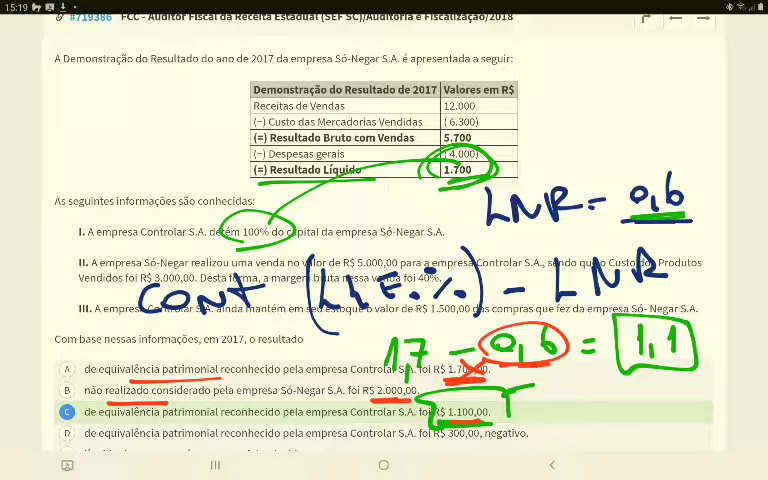 15:19
#719386 FCC - Auditor Fiscal da Receita Estadual (SEF SC)/Auditoria e Fiscalização/2018
A Demonstração do Resultado do ano de 2017 da empresa Só-Negar S.A. é apresentada a seguir:
Demonstração do Resultado de 2017 Valores em R$
Receitas de Vendas 12.000
(−) Custo das Mercadorias Vendidas ( 6.300)
(=) Resultado Bruto com Vendas 5.700
(−) Despesas gerais ( 4.000)
(=) Resultado Líquido 1.700
LNR = 0,6
As seguintes informações são conhecidas:
I. A empresa Controlar S.A. detém 100% do capital da empresa Só-Negar S.A.
II. A empresa Só-Negar realizou uma venda no valor de R$ 5.000,00 para a empresa Controlar S.A., sendo que o Custo dos Produtos
Vendidos foi R$ 3.000,00. Desta forma, a margem bruta nessa venda foi 40%.
CONT (LLE.%) - LNR
III. A empresa Controlar S.A. ainda mantém em seu estoque o valor de R$ 1.500,00 das compras que fez da empresa Só- Negar S.A.
Com base nessas informações, em 2017, o resultado
1,7 - 0,6 = 1,1
A de equivalência patrimonial reconhecido pela empresa Controlar S.A. foi R$ 1.700,00.
B não realizado considerado pela empresa Só-Negar S.A. foi R$ 2.000,00.
C de equivalência patrimonial reconhecido pela empresa Controlar S.A. foi R$ 1.100,00.
D de equivalência patrimonial reconhecido pela empresa Controlar S.A. foi R$ 300,00, negativo.